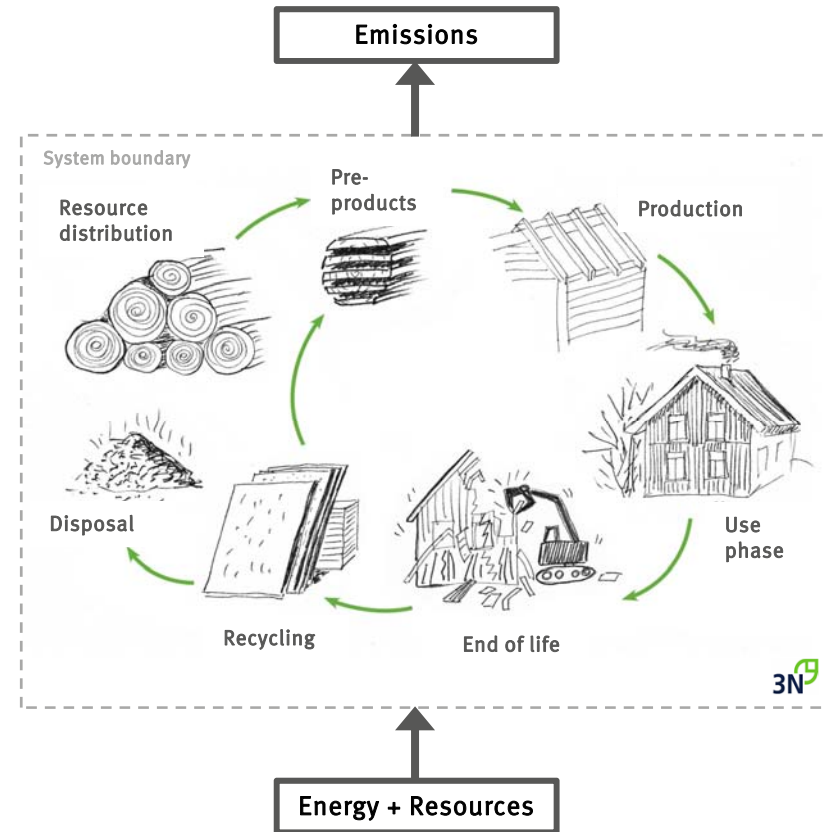 Emissions
System boundary
Pre-
products
Resource
distribution
Production
Disposal
Use
phase
Recycling
End of life
3N
Energy + Resources